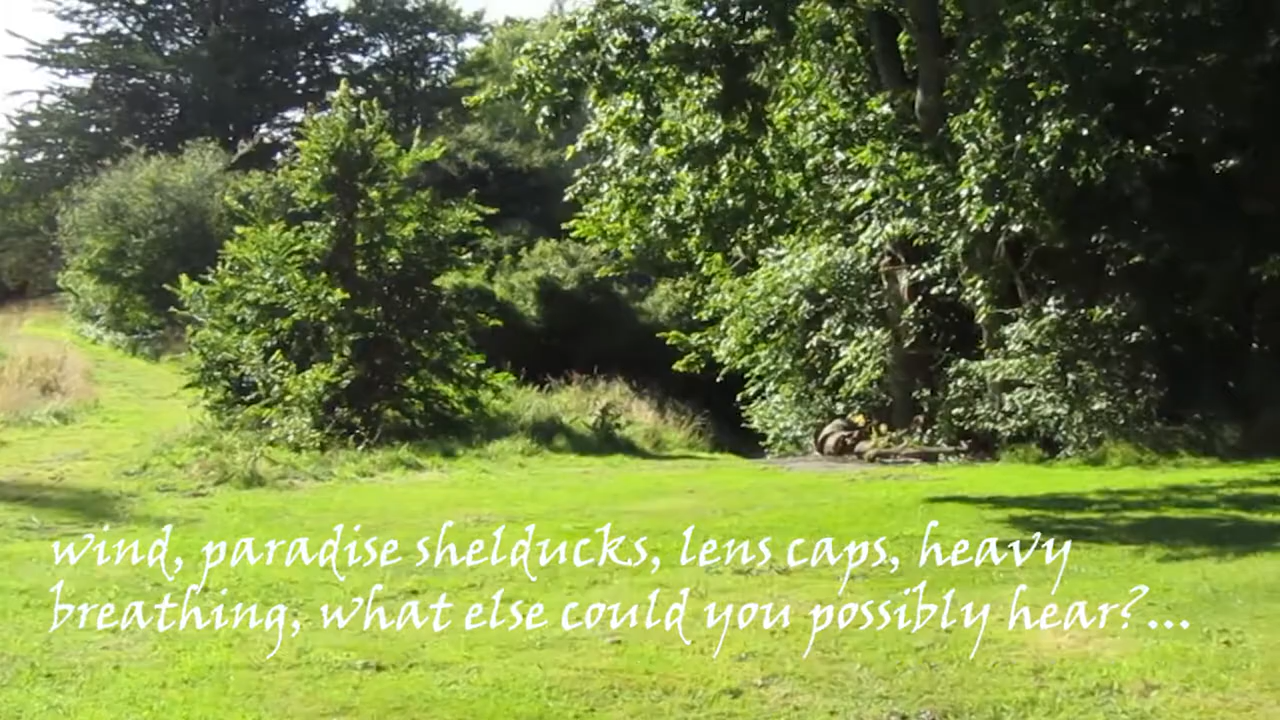 wind, paradise shelducks, lens caps, heavy
breathing, what else could you possibly hear?...